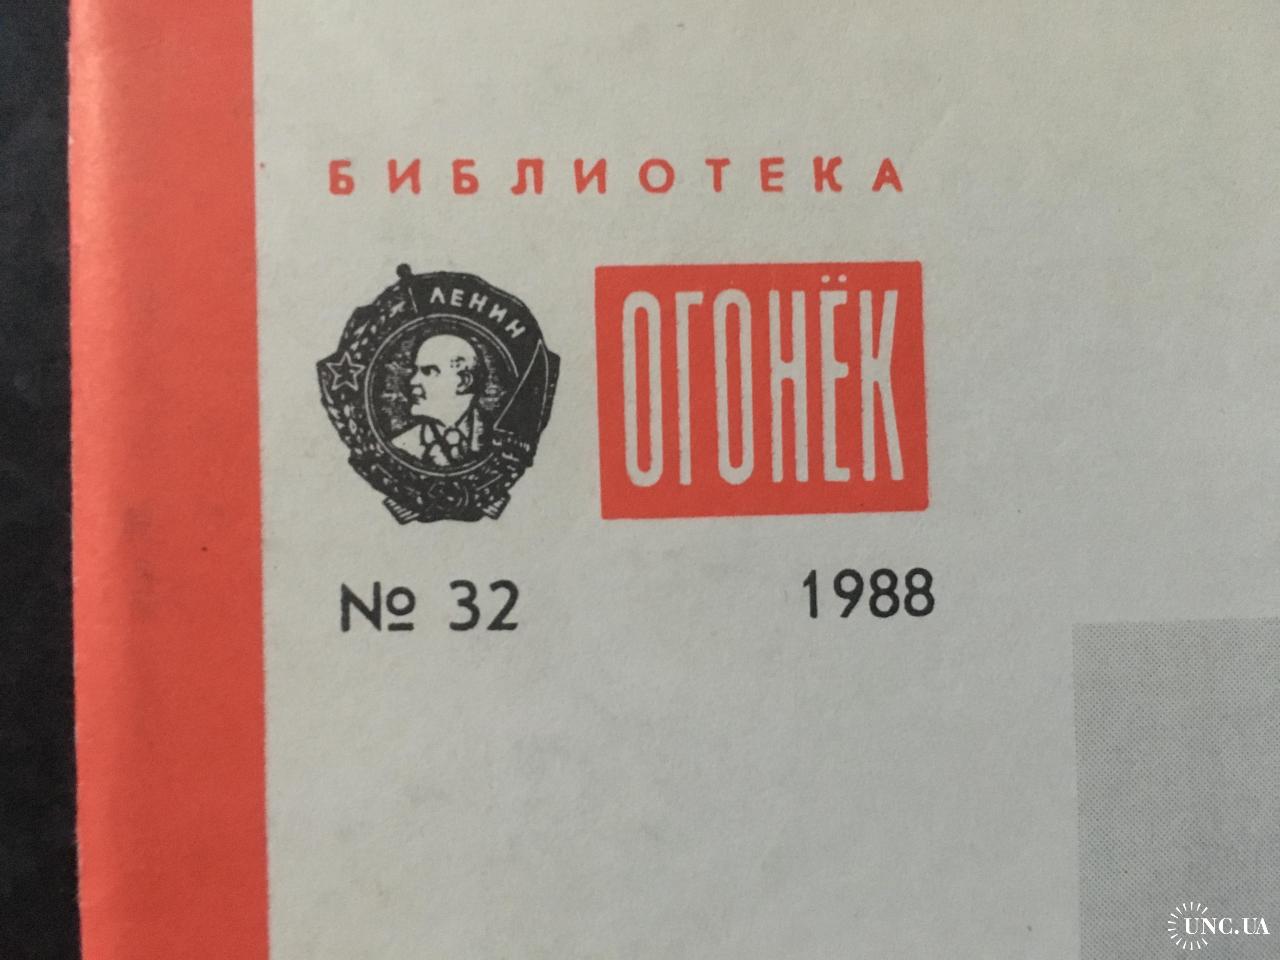 БИБЛИОТЕКА
ЛЕНИН
ОГОНЁК
№ 32
1988
UNC.UA